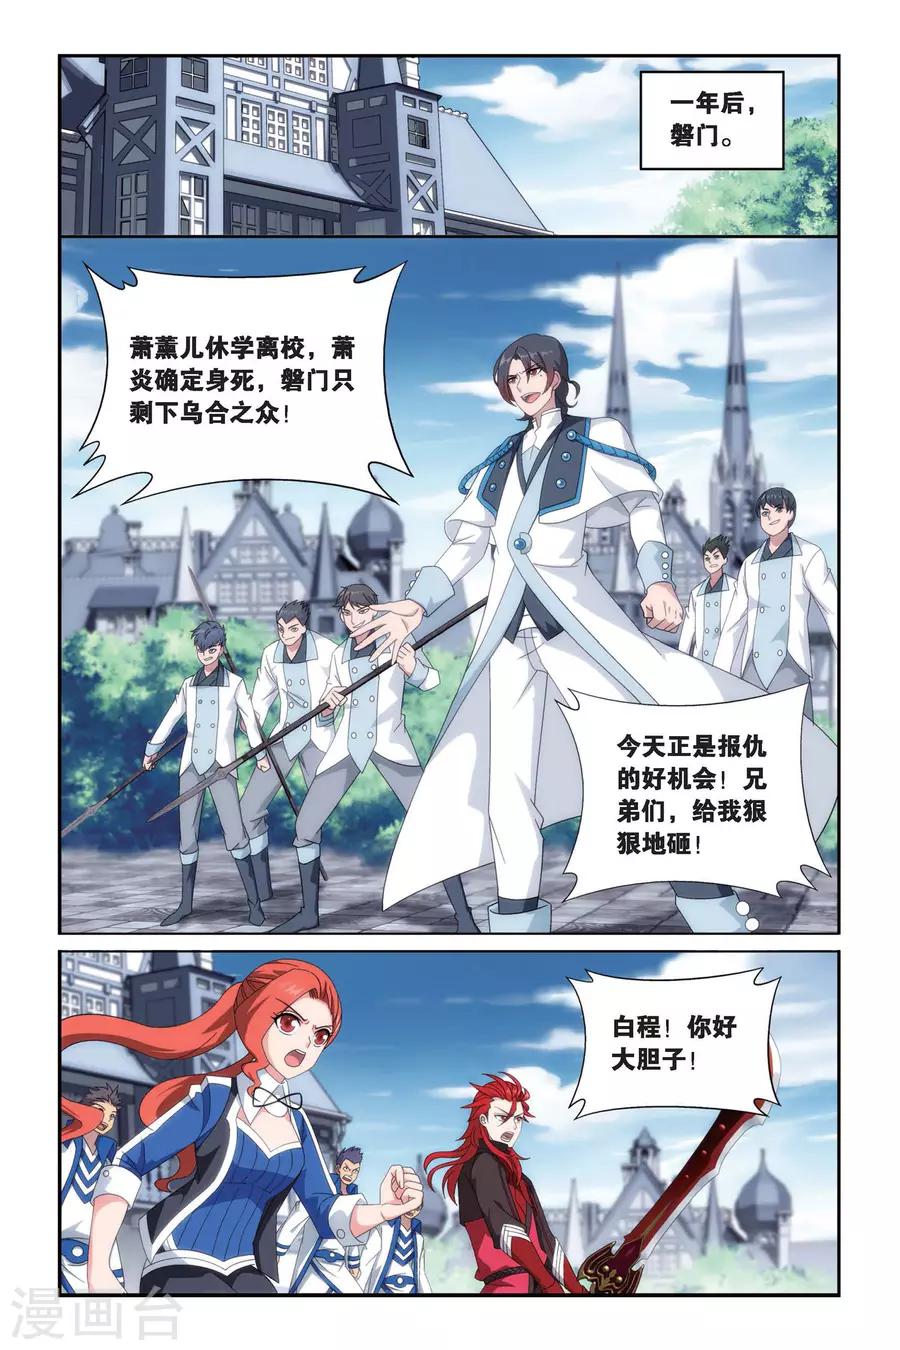 一年后，
磐门。
萧薰儿休学离校，萧
炎确定身死，磐门只
剩下乌合之众！
今天正是报仇
的好机会！兄
弟们，给我狠
狠地砸！
白程！你好
大胆子！
漫画台